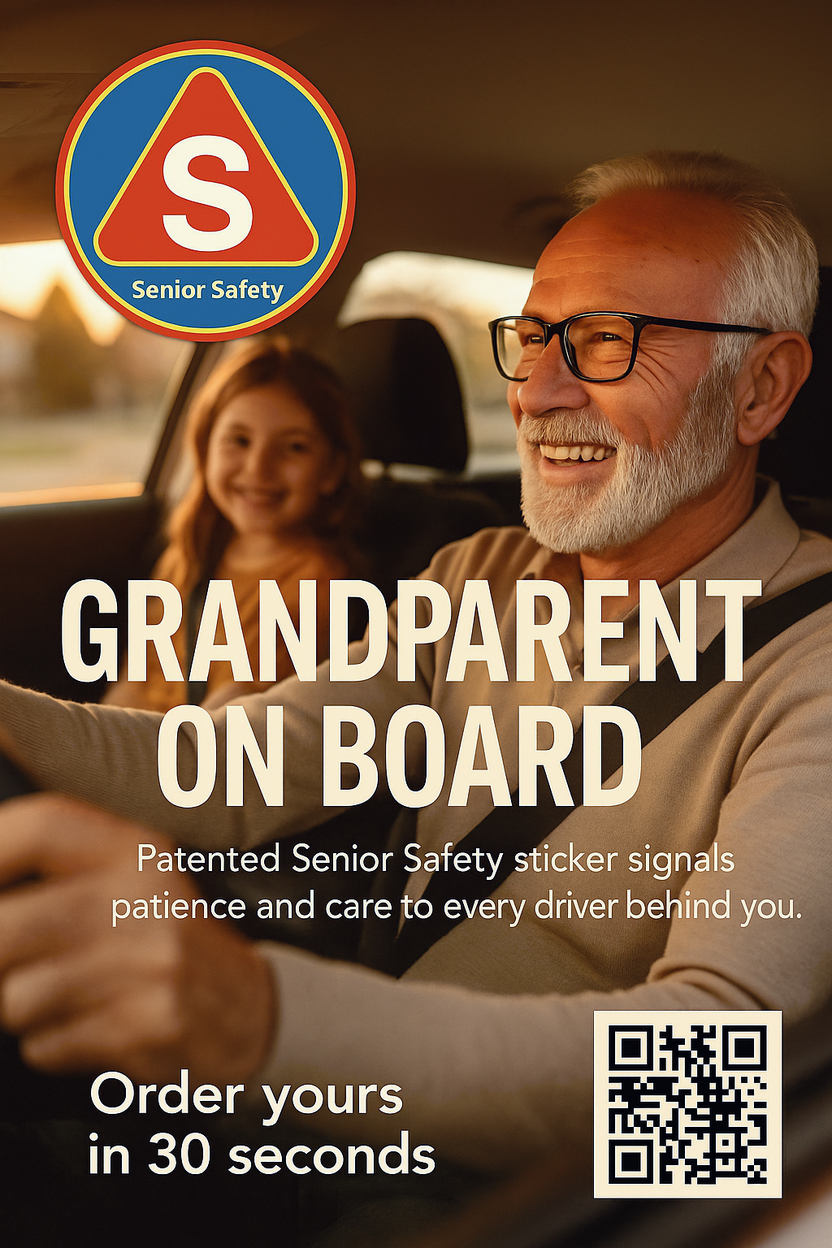 S
Senior Safety
GRANDPARENT
ON BOARD
Patented Senior Safety sticker signals
patience and care to every driver behind you.
Order yours
in 30 seconds